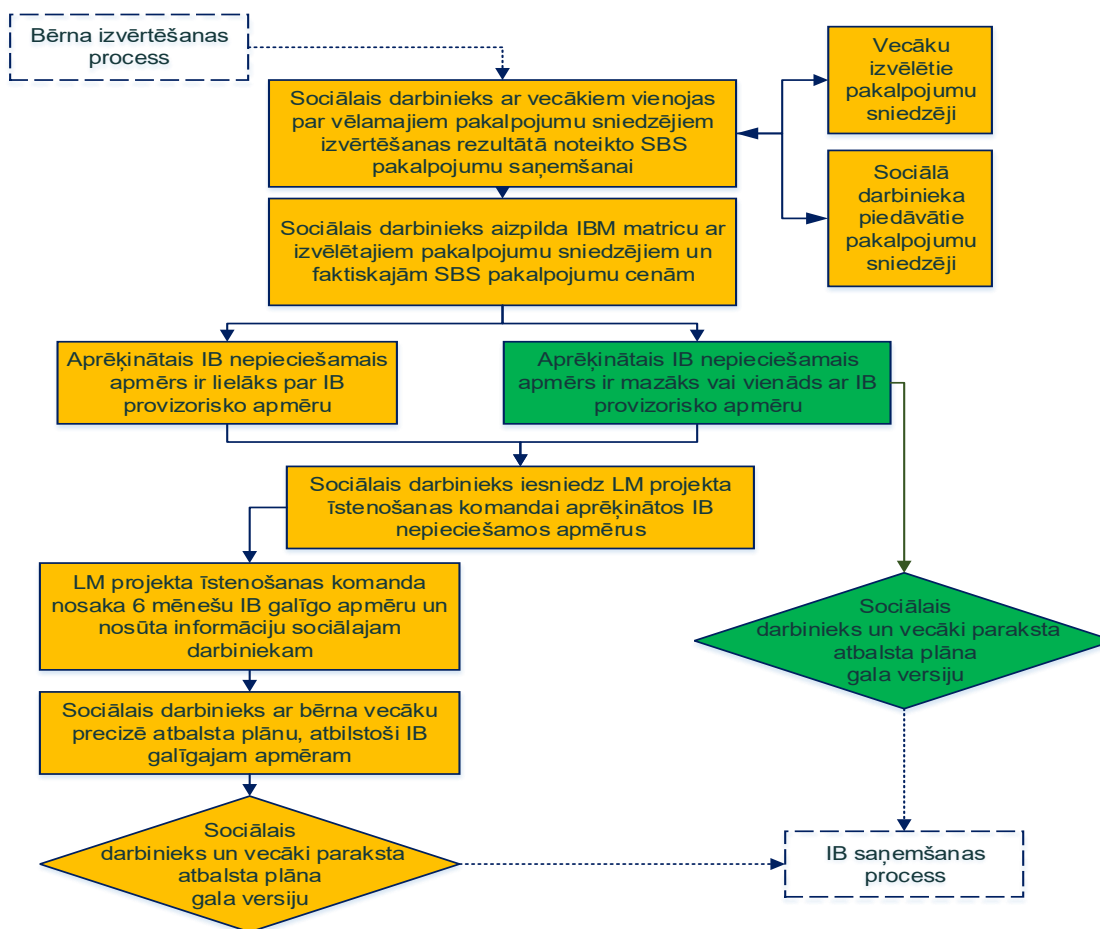 Bērna izvērtēšanas
process
Vecāku
izvēlētie
pakalpojumu
sniedzēji
Sociālais darbinieks ar vecākiem vienojas
par vēlamajiem pakalpojumu sniedzējiem
izvērtēšanas rezultātā noteikto SBS
pakalpojumu saņemšanai
Sociālā
darbinieka
piedāvātie
pakalpojumu
sniedzēji
Sociālais darbinieks aizpilda IBM matricu ar
izvēlētajiem pakalpojumu sniedzējiem un
faktiskajām SBS pakalpojumu cenām
Aprēķinātais IB nepieciešamais
apmērs ir lielāks par IB
provizorisko apmēru
Aprēķinātais IB nepieciešamais
apmērs ir mazāks vai vienāds ar IB
provizorisko apmēru
Sociālais darbinieks iesniedz LM projekta
īstenošanas komandai aprēķinātos IB
nepieciešamos apmērus
LM projekta īstenošanas komanda
nosaka 6 mēnešu IB galīgo apmēru un
nosūta informāciju sociālajam
darbiniekam
Sociālais
darbinieks un vecāki paraksta
atbalsta plāna
gala versiju
Sociālais darbinieks ar bērna vecāku
precizē atbalsta plānu, atbilstoši IB
galīgajam apmēram
Sociālais
darbinieks un vecāki paraksta
atbalsta plāna
gala versiju
IB saņemšanas
process